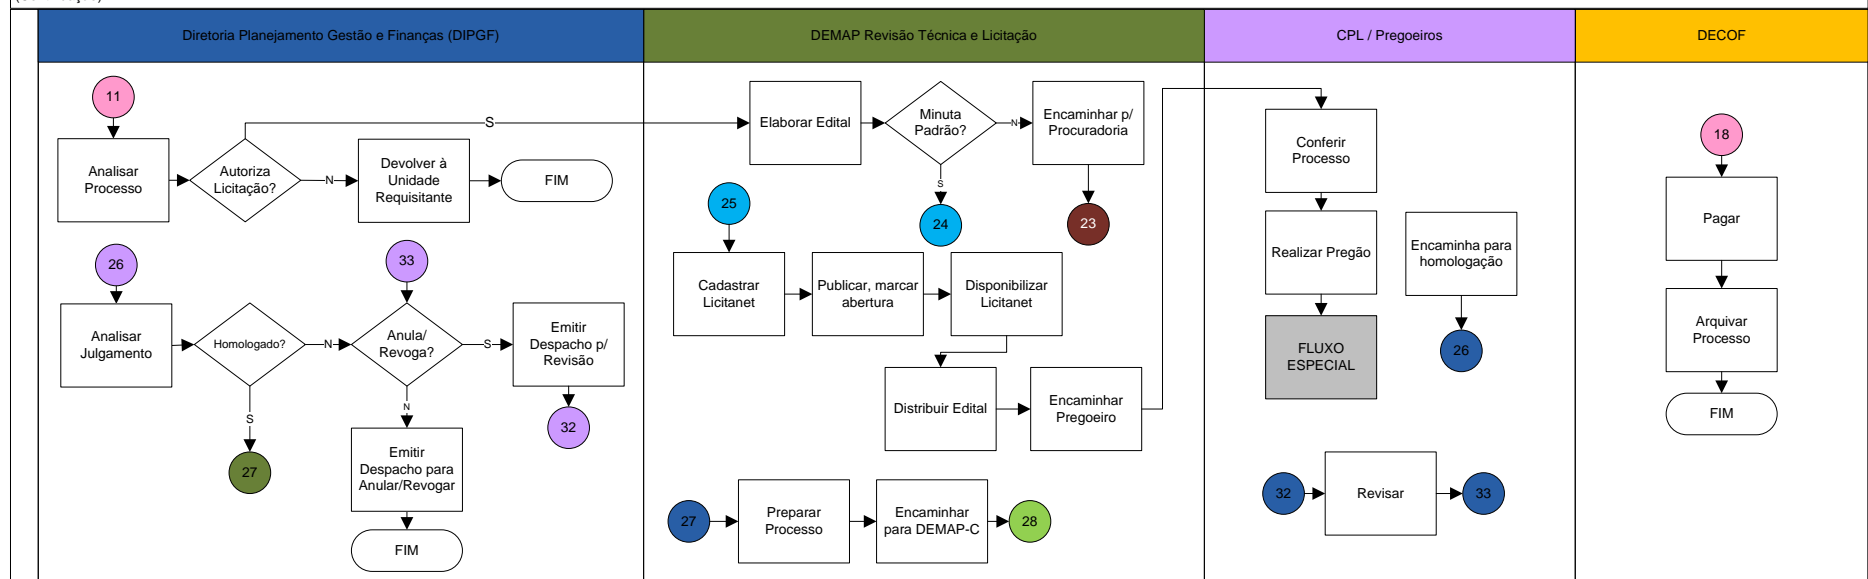 Diretoria Planejamento Gestão e Finanças (DIPGF)
DEMAP Revisão Técnica e Licitação
CPL / Pregoeiros
DECOF
11
Analisar
Processo
Autoriza
Licitação?
S
N
Devolver à
Unidade
Requisitante
FIM
26
Analisar
Julgamento
Homologado?
N
S
27
33
Anula/
Revoga?
S
N
Emitir
Despacho p/
Revisão
32
Emitir
Despacho para
Anular/Revogar
FIM
Elaborar Edital
Minuta
Padrão?
N
S
Encaminhar p/
Procuradoria
24
23
25
Cadastrar
Licitanet
Publicar, marcar
abertura
Disponibilizar
Licitanet
Distribuir Edital
Encaminhar
Pregoeiro
27
Preparar
Processo
Encaminhar
para DEMAP-C
28
Conferir
Processo
Realizar Pregão
FLUXO
ESPECIAL
Encaminha para
homologação
26
32
Revisar
33
18
Pagar
Arquivar
Processo
FIM